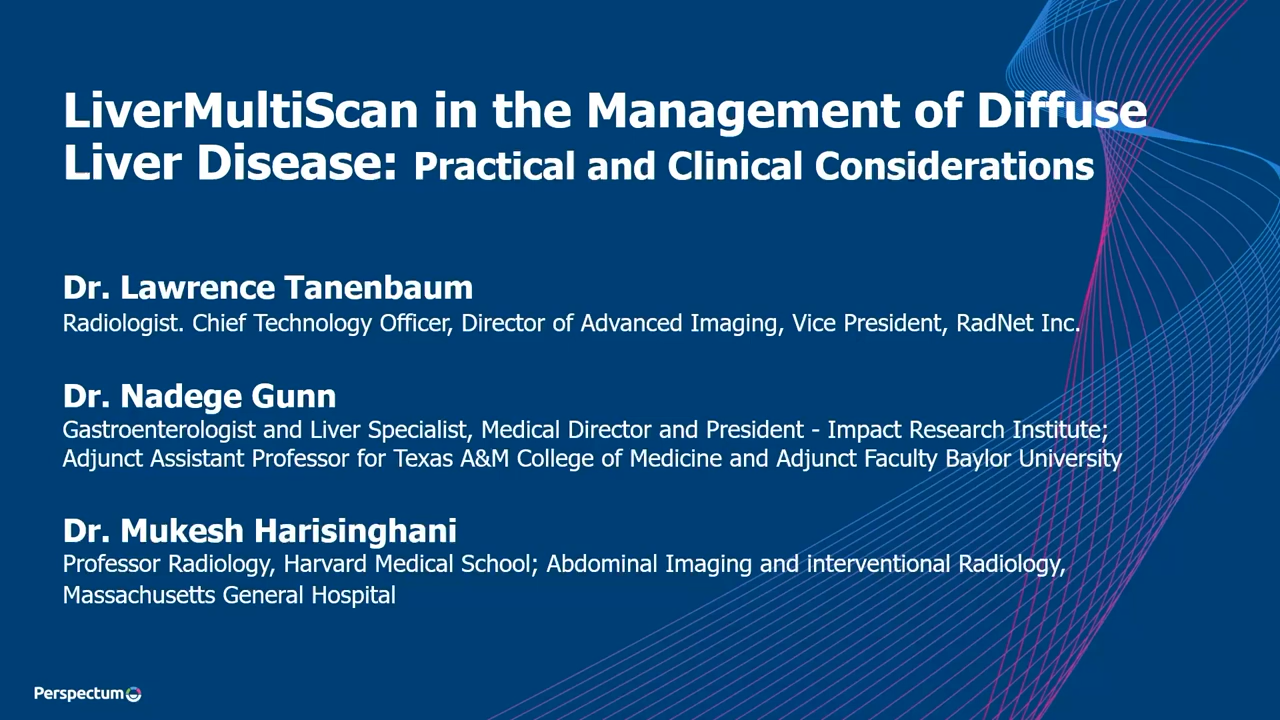 LiverMultiScan in the Management of Diffuse
Liver Disease: Practical and Clinical Considerations
Dr. Lawrence Tanenbaum
Radiologist. Chief Technology Officer, Director of Advanced Imaging, Vice President, RadNet Inc.
Dr. Nadege Gunn
Gastroenterologist and Liver Specialist, Medical Director and President - Impact Research Institute;
Adjunct Assistant Professor for Texas A&M College of Medicine and Adjunct Faculty Baylor University
Dr. Mukesh Harisinghani
Professor Radiology, Harvard Medical School; Abdominal Imaging and interventional Radiology,
Massachusetts General Hospital
Perspectum